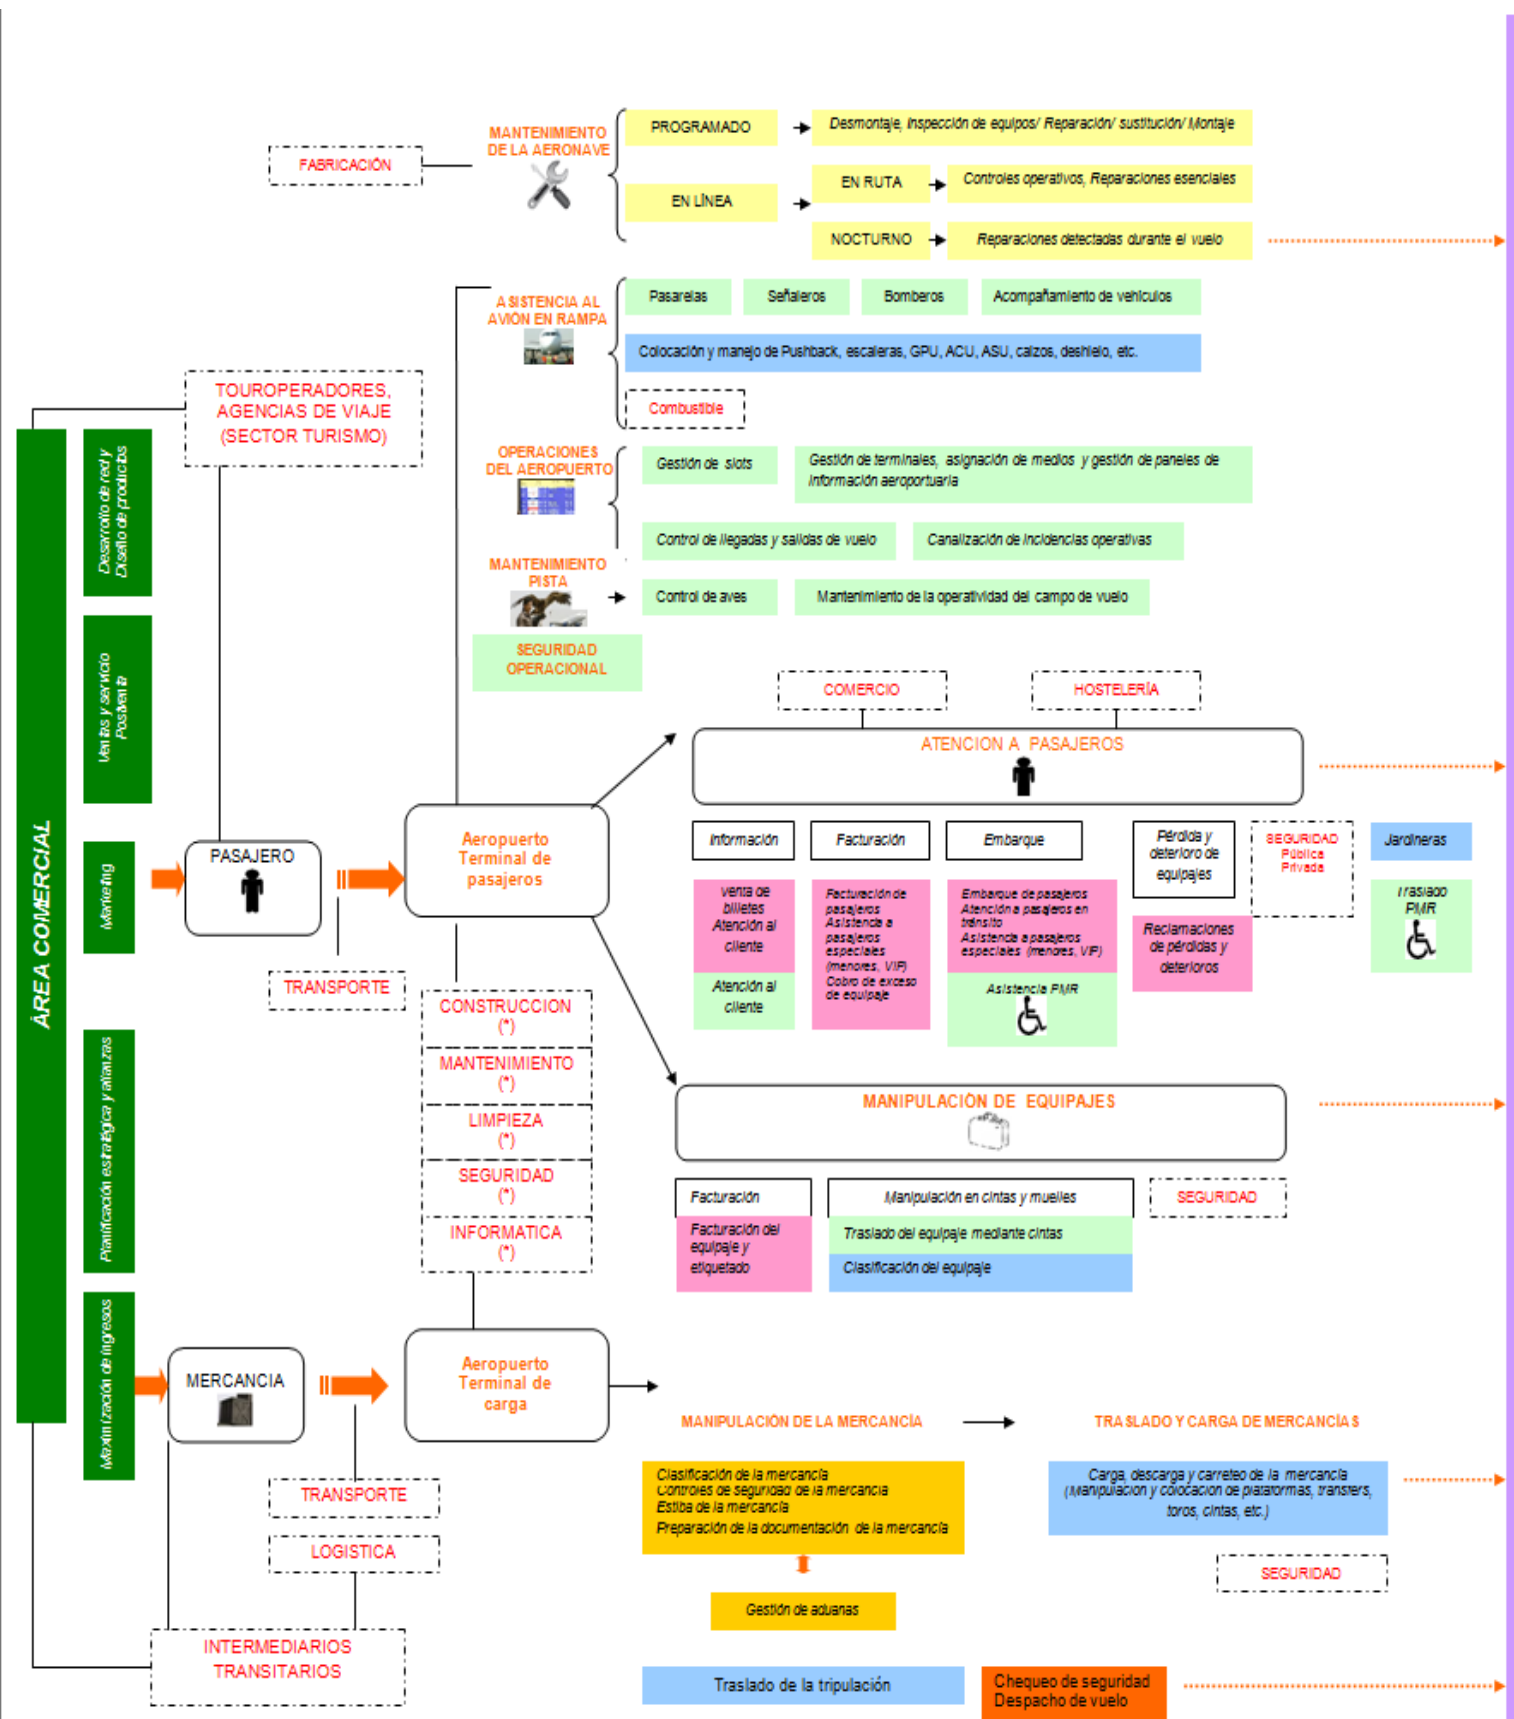 MANTENIMIENTO
DE LA AERONAVE
FABRICACIÓN
PROGRAMADO
Desmontaje, Inspección de equipos/ Reparación/ sustitución/ Montaje
EN LÍNEA
EN RUTA
Controles operativos, Reparaciones esenciales
NOCTURNO
Reparaciones detectadas durante el vuelo
ASISTENCIA AL
AVIÓN EN RAMPA
Pasarelas
Señaleros
Bomberos
Acompañamiento de vehículos
Colocación y manejo de Pushback, escaleras, GPU, ACU, ASU, calzos, deshielo, etc.
Combustible
TOUROPERADORES,
AGENCIAS DE VIAJE
(SECTOR TURISMO)
OPERACIONES
DEL AEROPUERTO
Gestión de slots
Gestión de terminales, asignación de medios y gestión de paneles de
información aeroportuaria
Control de llegadas y salidas de vuelo
Canalización de incidencias operativas
MANTENIMIENTO
PISTA
Control de aves
Mantenimiento de la operatividad del campo de vuelo
SEGURIDAD
OPERACIONAL
ÁREA COMERCIAL
Desarrollo de red y
Diseño de productos
Ventas y servicio
Postventa
Marketing
Planificación estratégica y alianzas
Maximización de ingresos
COMERCIO
HOSTELERÍA
ATENCION A PASAJEROS
PASAJERO
TRANSPORTE
Aeropuerto
Terminal de
pasajeros
Información
Facturación
Embarque
Pérdida y
deterioro de
equipajes
SEGURIDAD
Pública
Privada
Jardineras
Venta de
billetes
Atención al
cliente
Atención al
cliente
Facturación de
pasajeros
Asistencia a
pasajeros
especiales
(menores, VIP)
Cobro de exceso
de equipaje
Embarque de pasajeros
Atención a pasajeros en
tránsito
Asistencia a pasajeros
especiales (menores, VIP)
Asistencia PMR
Reclamaciones
de pérdidas y
deterioros
Traslado
PMR
CONSTRUCCION
(*)
MANTENIMIENTO
(*)
LIMPIEZA
(*)
SEGURIDAD
(*)
INFORMATICA
(*)
MANIPULACIÓN DE EQUIPAJES
Facturación
Manipulación en cintas y muelles
SEGURIDAD
Facturación del
equipaje y
etiquetado
Traslado del equipaje mediante cintas
Clasificación del equipaje
MERCANCIA
Aeropuerto
Terminal de
carga
MANIPULACIÓN DE LA MERCANCÍA
TRASLADO Y CARGA DE MERCANCÍAS
Clasificación de la mercancía
Controles de seguridad de la mercancía
Estiba de la mercancía
Preparación de la documentación de la mercancía
Carga, descarga y carreteo de la mercancía
(Manipulación y colocación de plataformas, transfers,
toros, cintas, etc.)
TRANSPORTE
LOGISTICA
SEGURIDAD
Gestión de aduanas
INTERMEDIARIOS
TRANSITARIOS
Traslado de la tripulación
Chequeo de seguridad
Despacho de vuelo